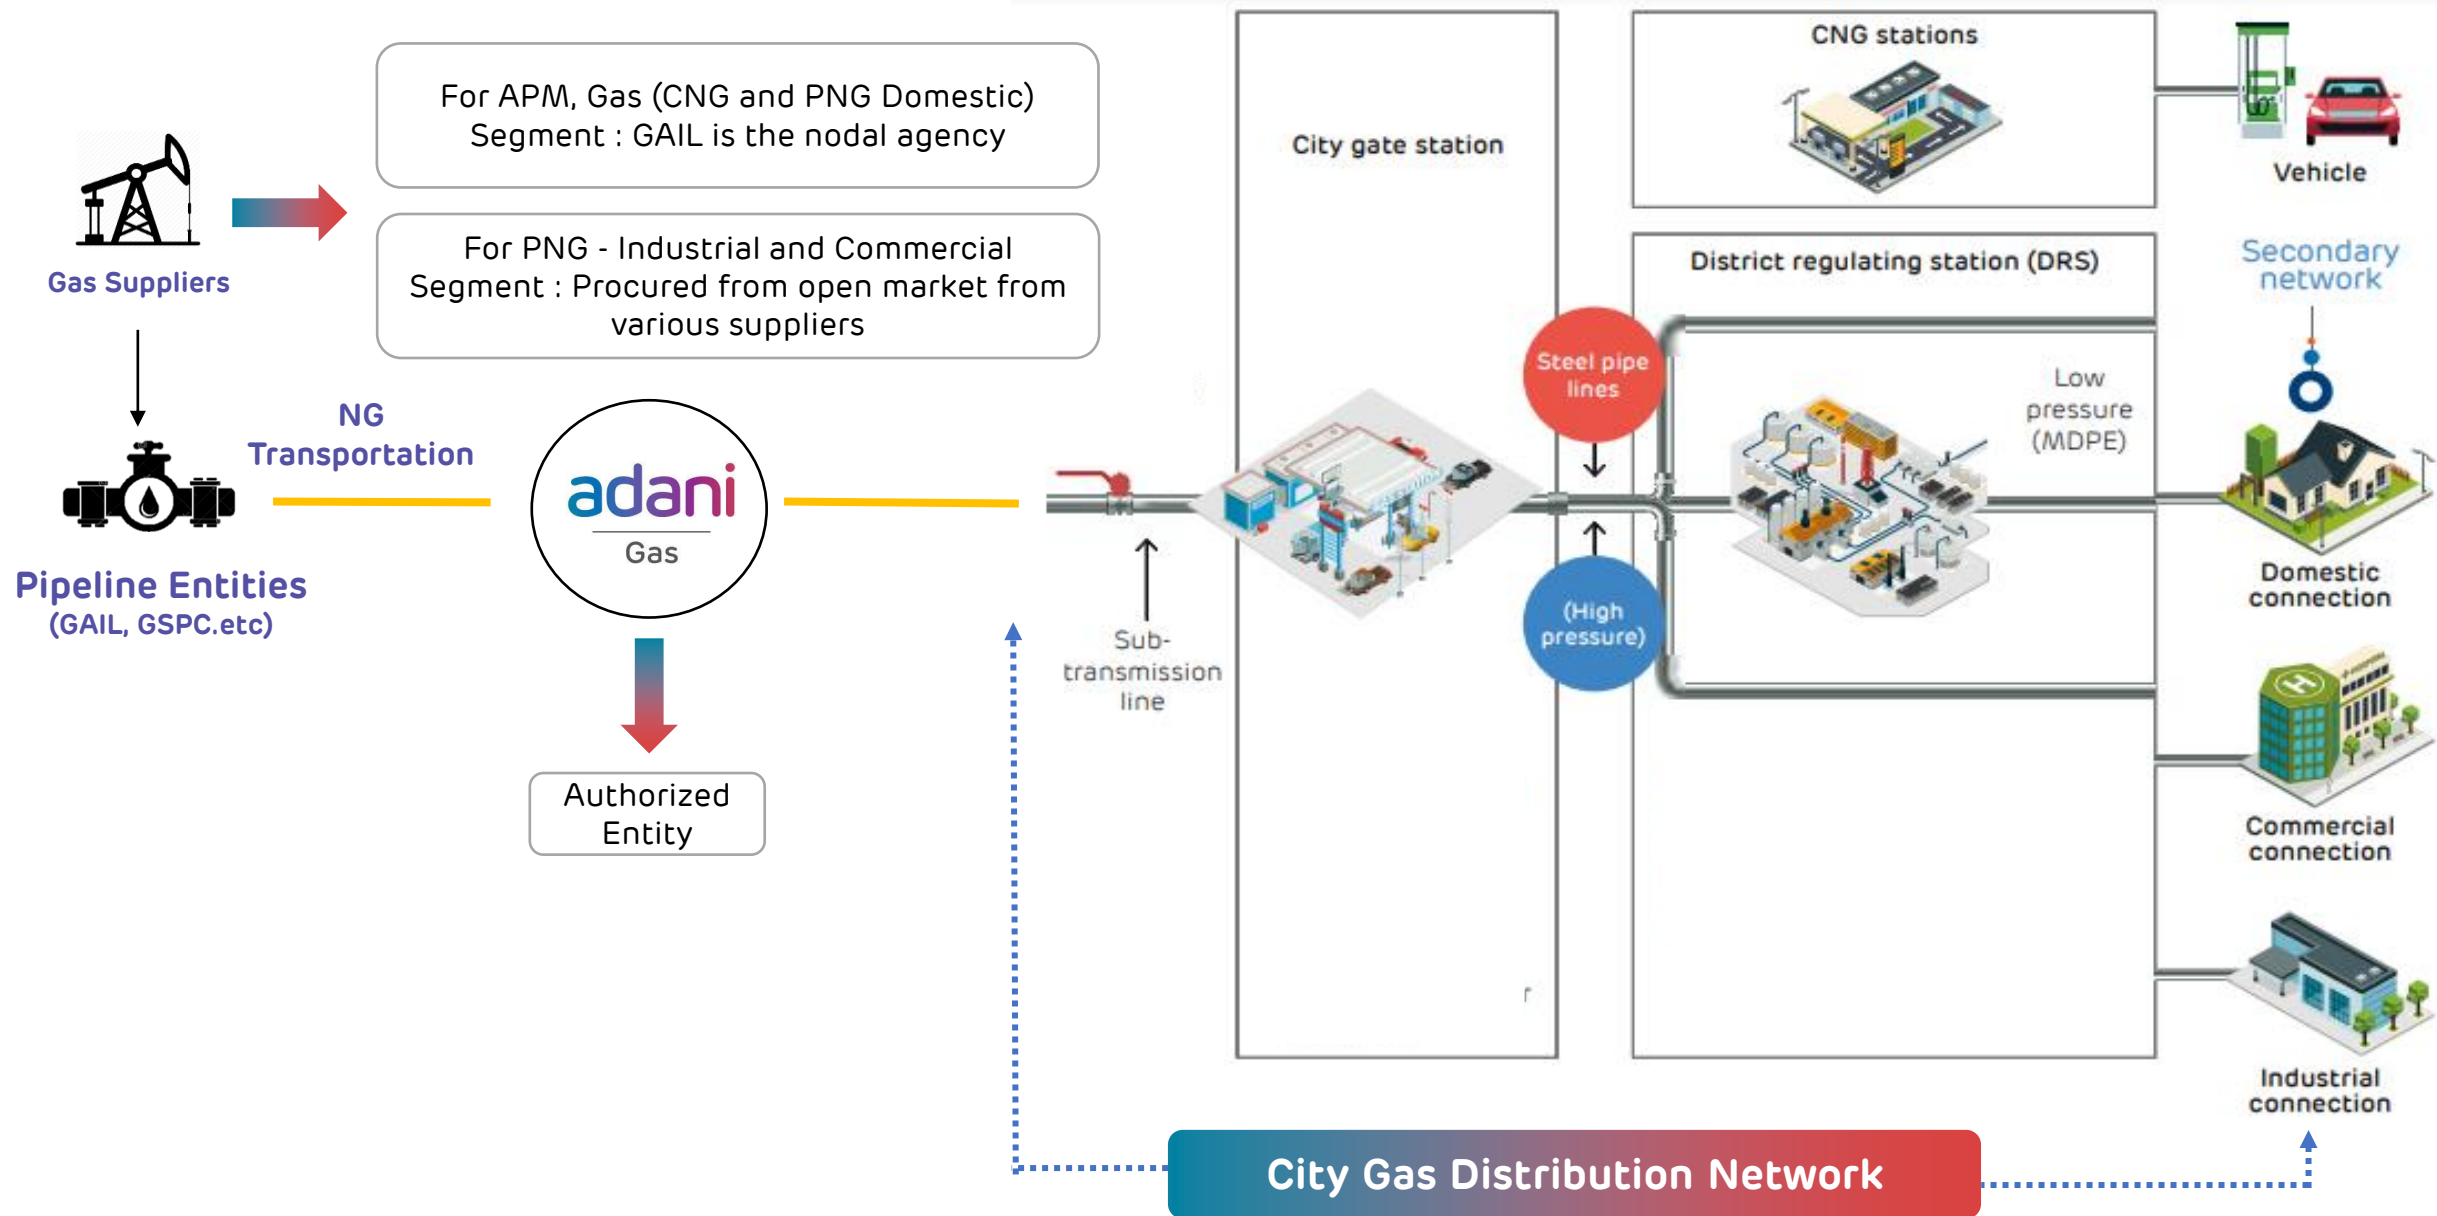 For APM, Gas (CNG and PNG Domestic)
Segment : GAIL is the nodal agency
Gas Suppliers
For PNG - Industrial and Commercial
Segment : Procured from open market from
various suppliers
NG
Transportation
Pipeline Entities
(GAIL, GSPC.etc)
adani
Gas
Authorized
Entity
Sub-
transmission
line
City gate station
Steel pipe
lines
(High
pressure)
CNG stations
District regulating station (DRS)
Low
pressure
(MDPE)
Vehicle
Secondary
network
Domestic
connection
H
Commercial
connection
Industrial
connection
r
City Gas Distribution Network